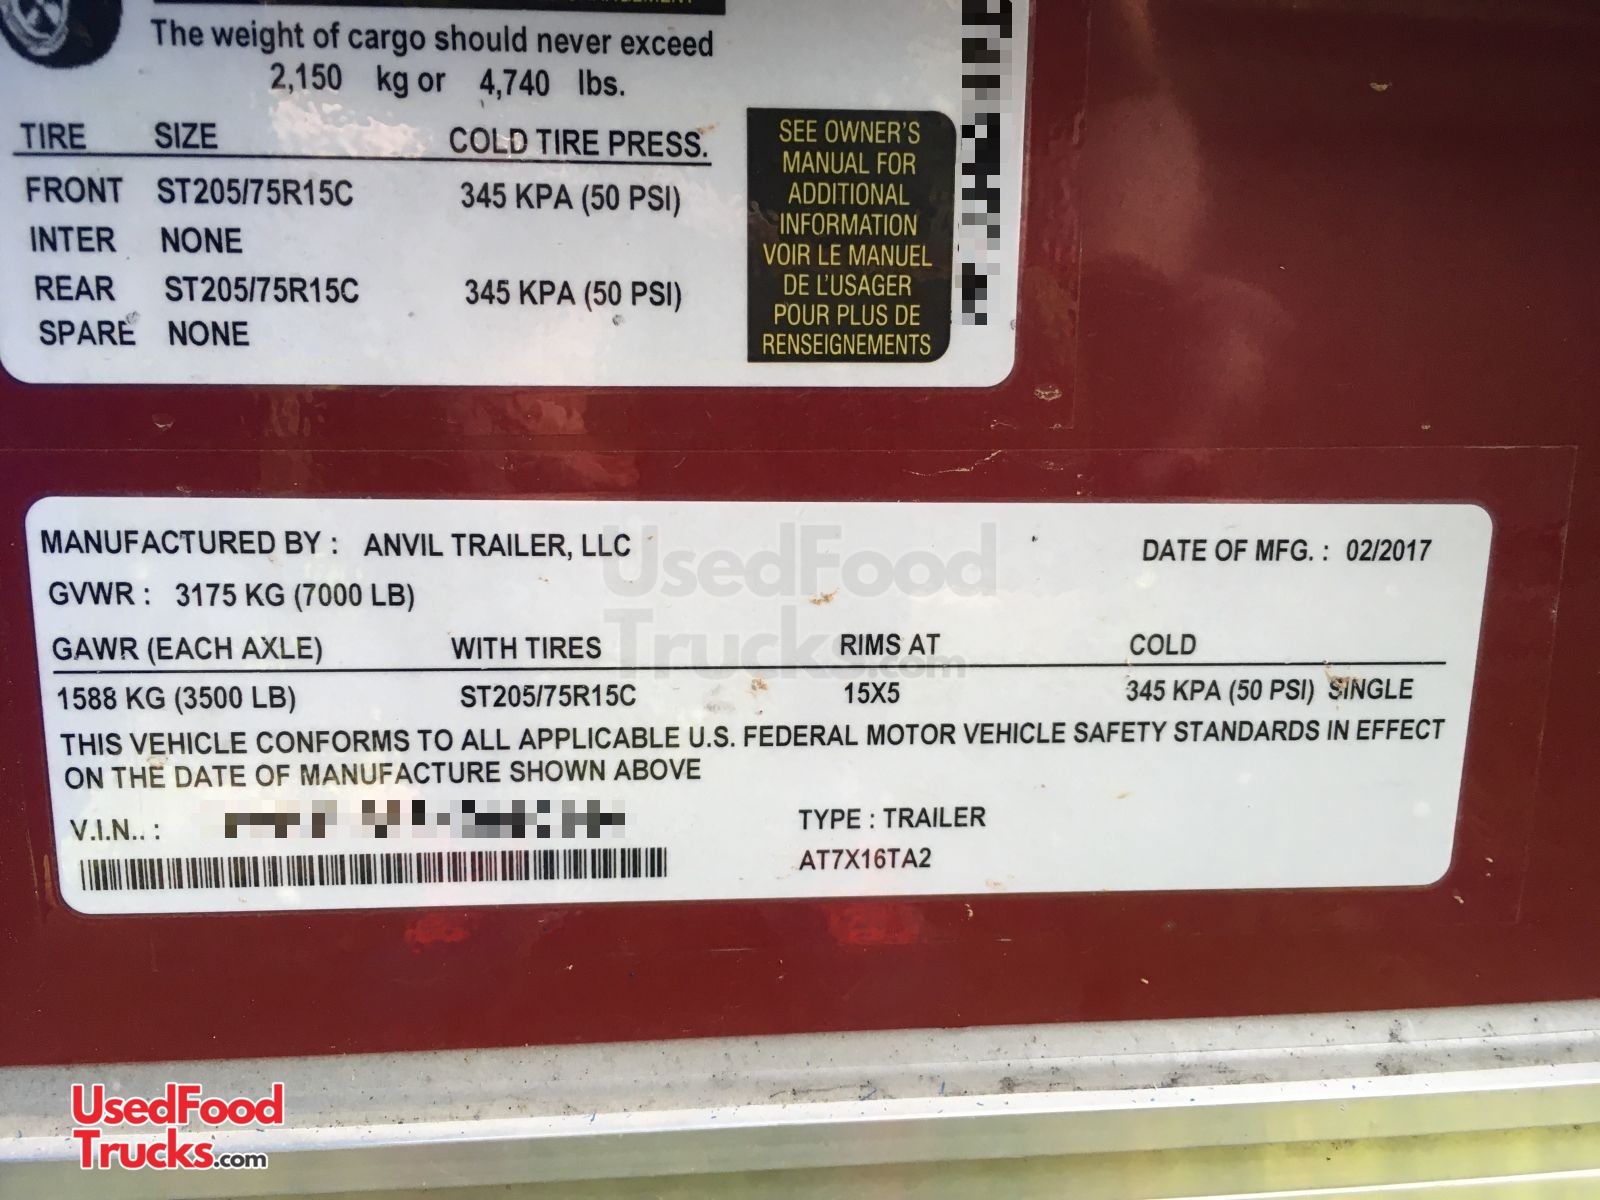 The weight of cargo should never exceed
2,150 kg or 4,740 lbs.
TIRE SIZE COLD TIRE PRESS.
FRONT ST205/75R15C 345 KPA (50 PSI)
INTER NONE
REAR ST205/75R15C 345 KPA (50 PSI)
SPARE NONE
SEE OWNER'S
MANUAL FOR
ADDITIONAL
INFORMATION
VOIR LE MANUEL
DE L'USAGER
POUR PLUS DE
RENSEIGNEMENTS
MANUFACTURED BY : ANVIL TRAILER, LLC DATE OF MFG. : 02/2017
GVWR : 3175 KG (7000 LB)
GAWR (EACH AXLE) WITH TIRES RIMS AT COLD
1588 KG (3500 LB) ST205/75R15C 15X5 345 KPA (50 PSI) SINGLE
THIS VEHICLE CONFORMS TO ALL APPLICABLE U.S. FEDERAL MOTOR VEHICLE SAFETY STANDARDS IN EFFECT
ON THE DATE OF MANUFACTURE SHOWN ABOVE
V.I.N.. :
TYPE : TRAILER
AT7X16TA2
UsedFood
Trucks.com
UsedFood
Trucks.com